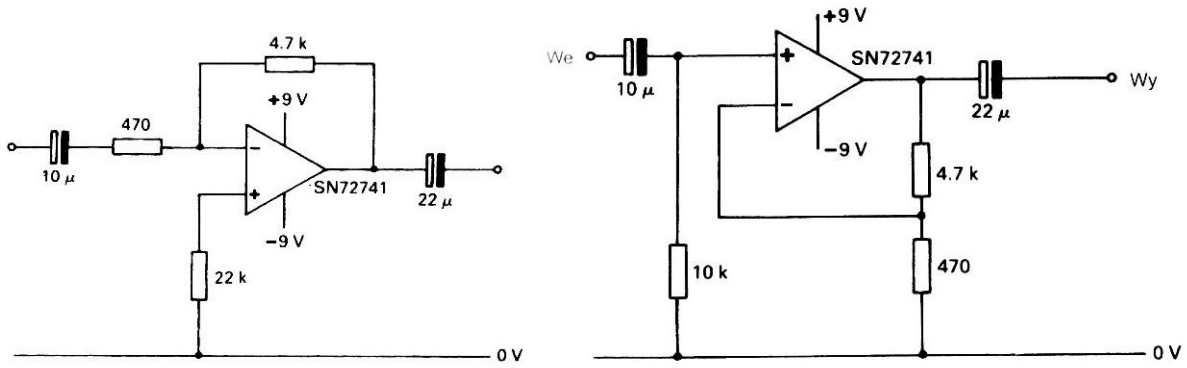 4.7 k
+9 V
470
−
10 μ
+
SN72741
22 μ
−9 V
22 k
0 V
+9 V
We
SN72741
+
Wy
10 μ
−
22 μ
−9 V
4.7 k
10 k
470
0 V